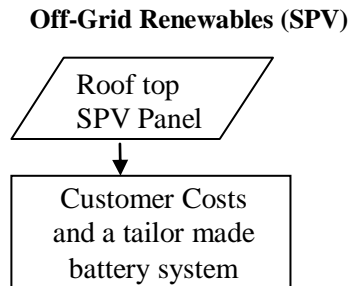 Off-Grid Renewables (SPV)
Roof top
SPV Panel
Customer Costs
and a tailor made
battery system